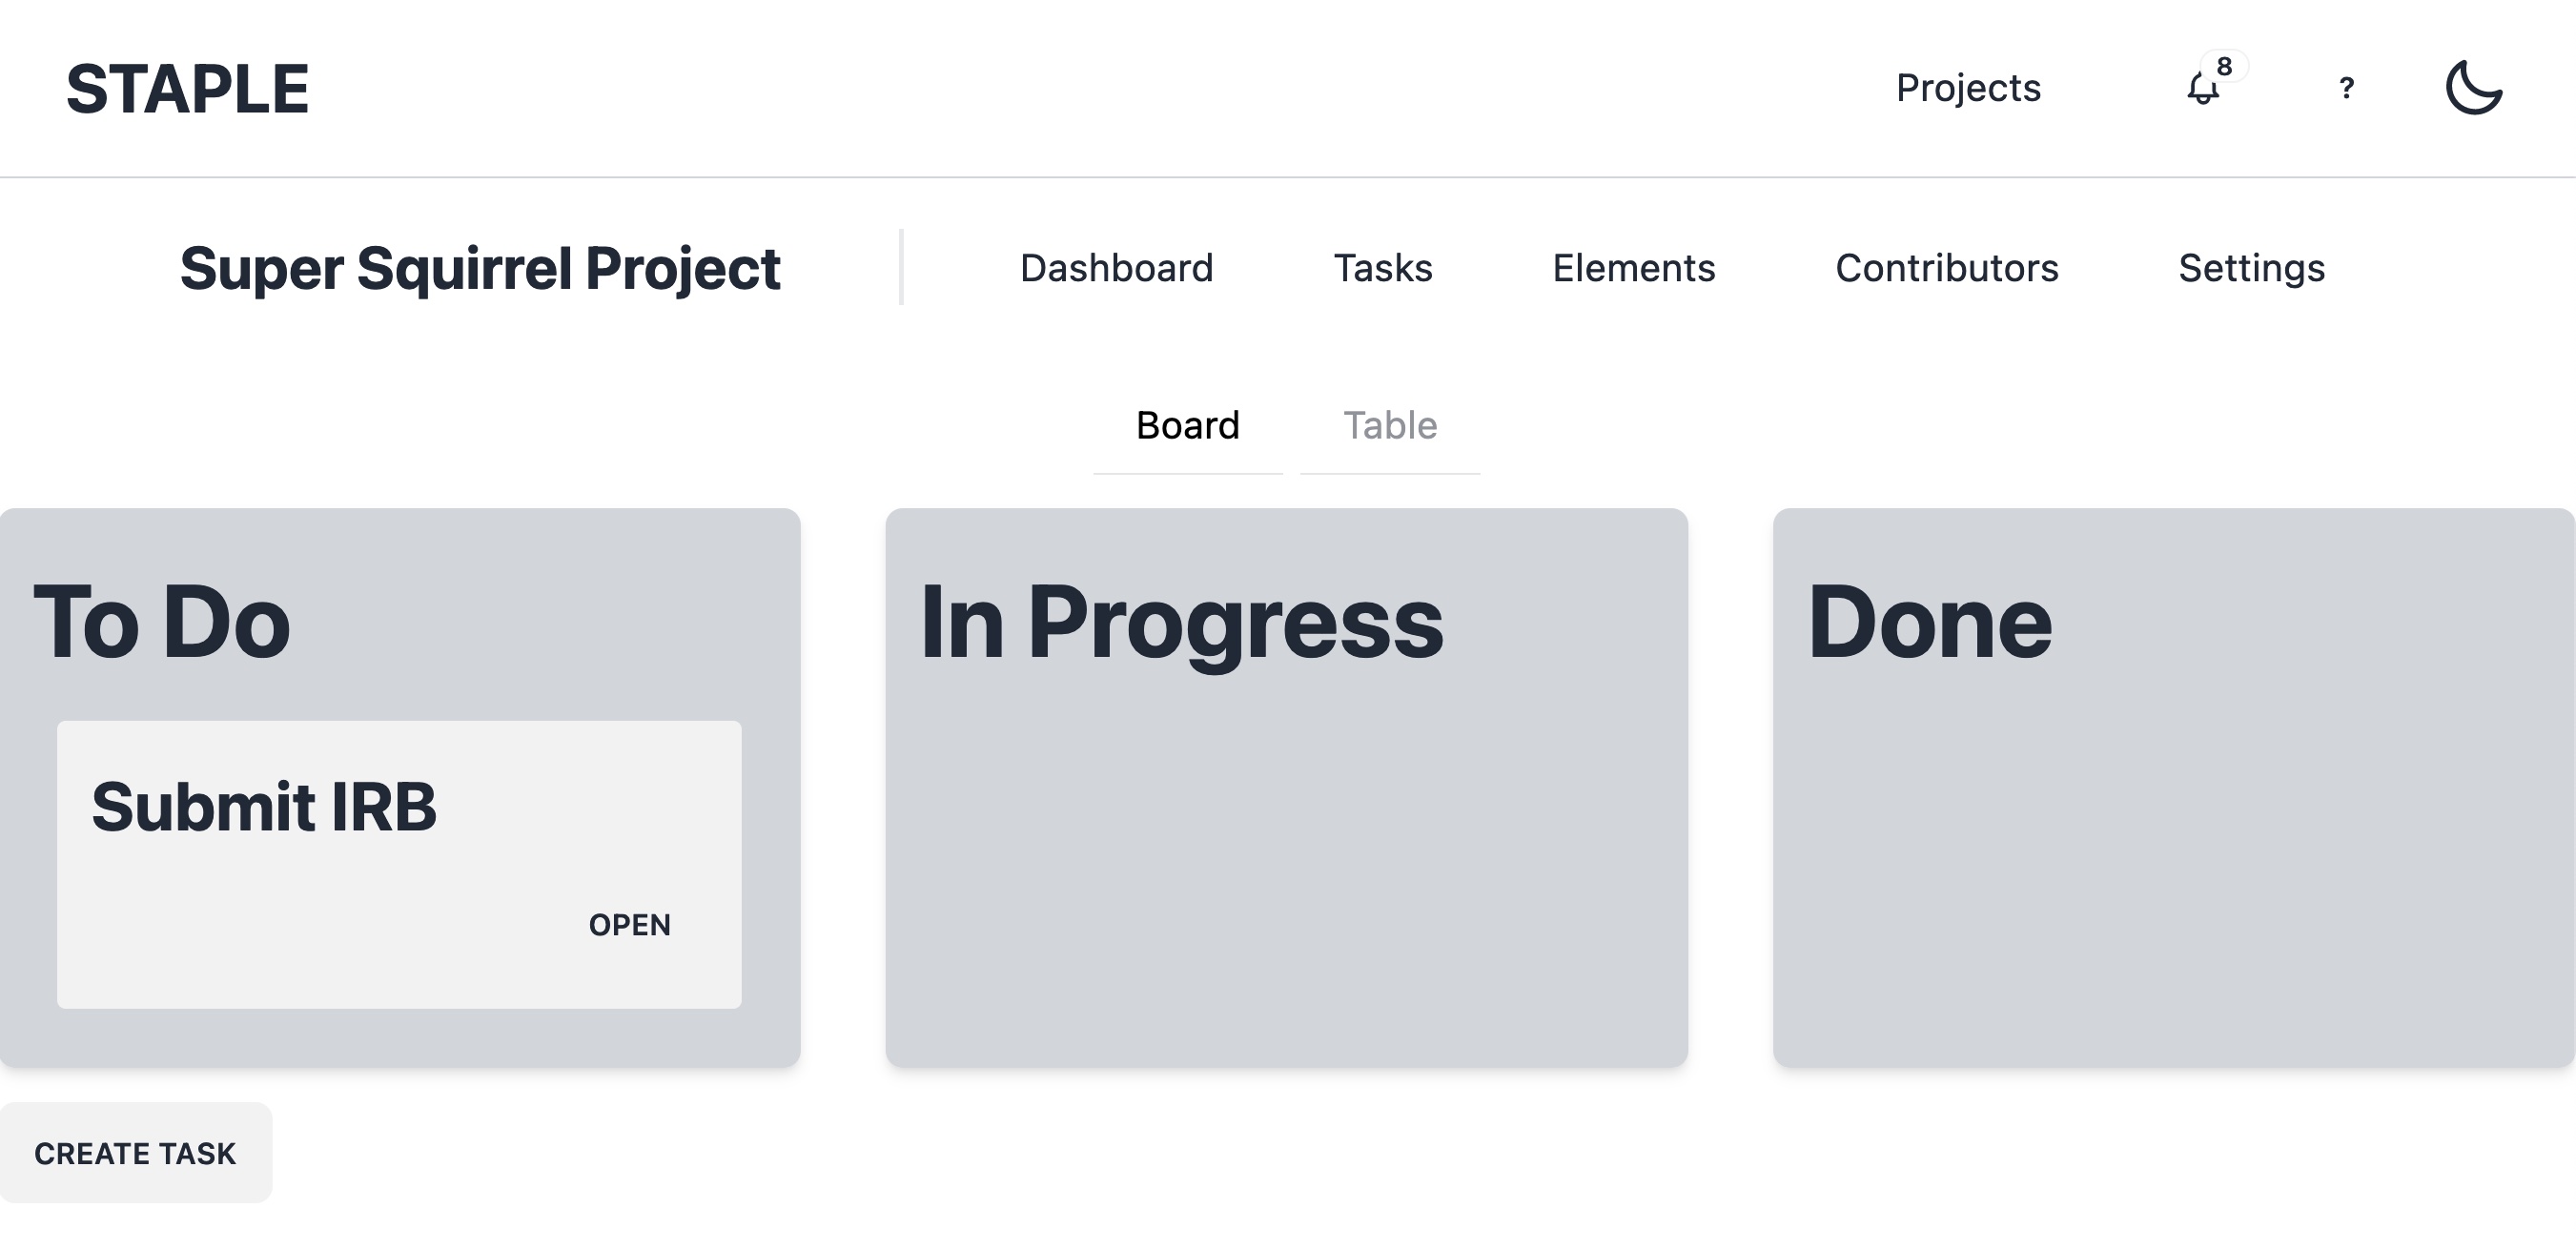 STAPLE
Projects
8
?
Super Squirrel Project
Dashboard
Tasks
Elements
Contributors
Settings
Board
Table
To Do
Submit IRB
OPEN
In Progress
Done
CREATE TASK